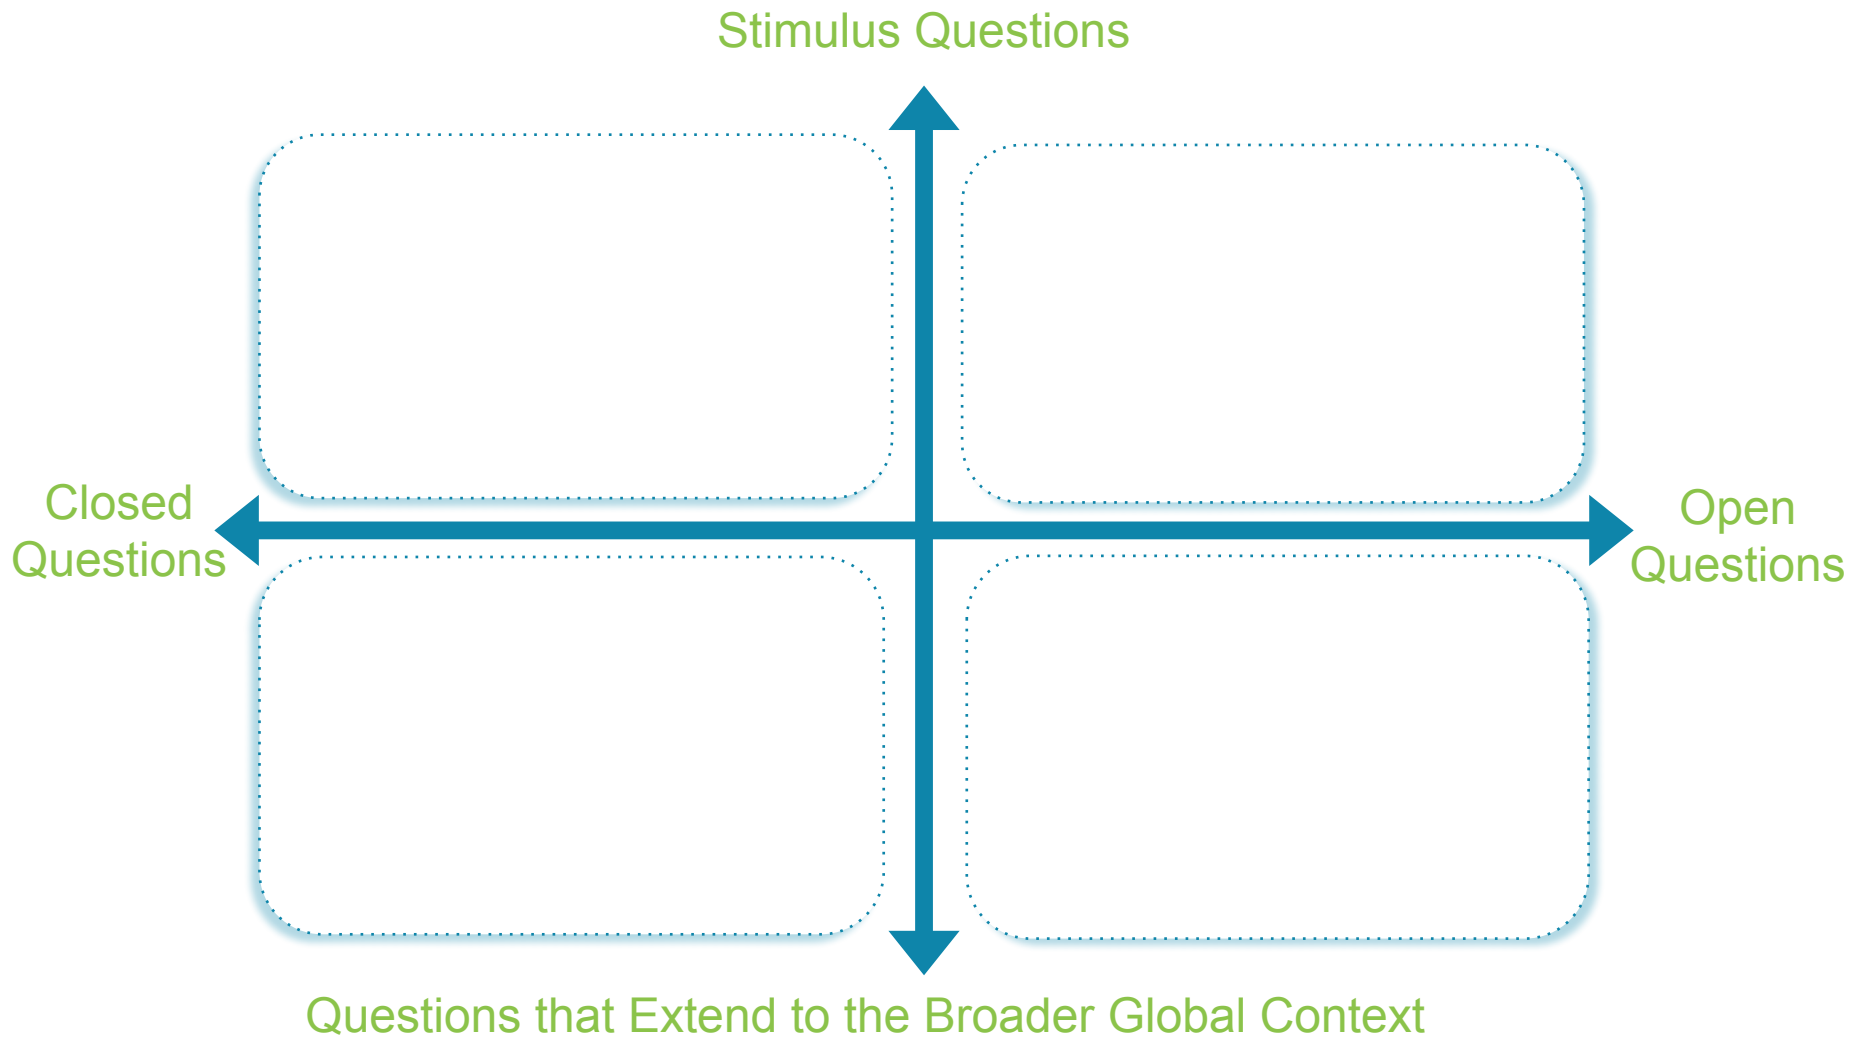 Stimulus Questions
Closed
Questions
Open
Questions
Questions that Extend to the Broader Global Context